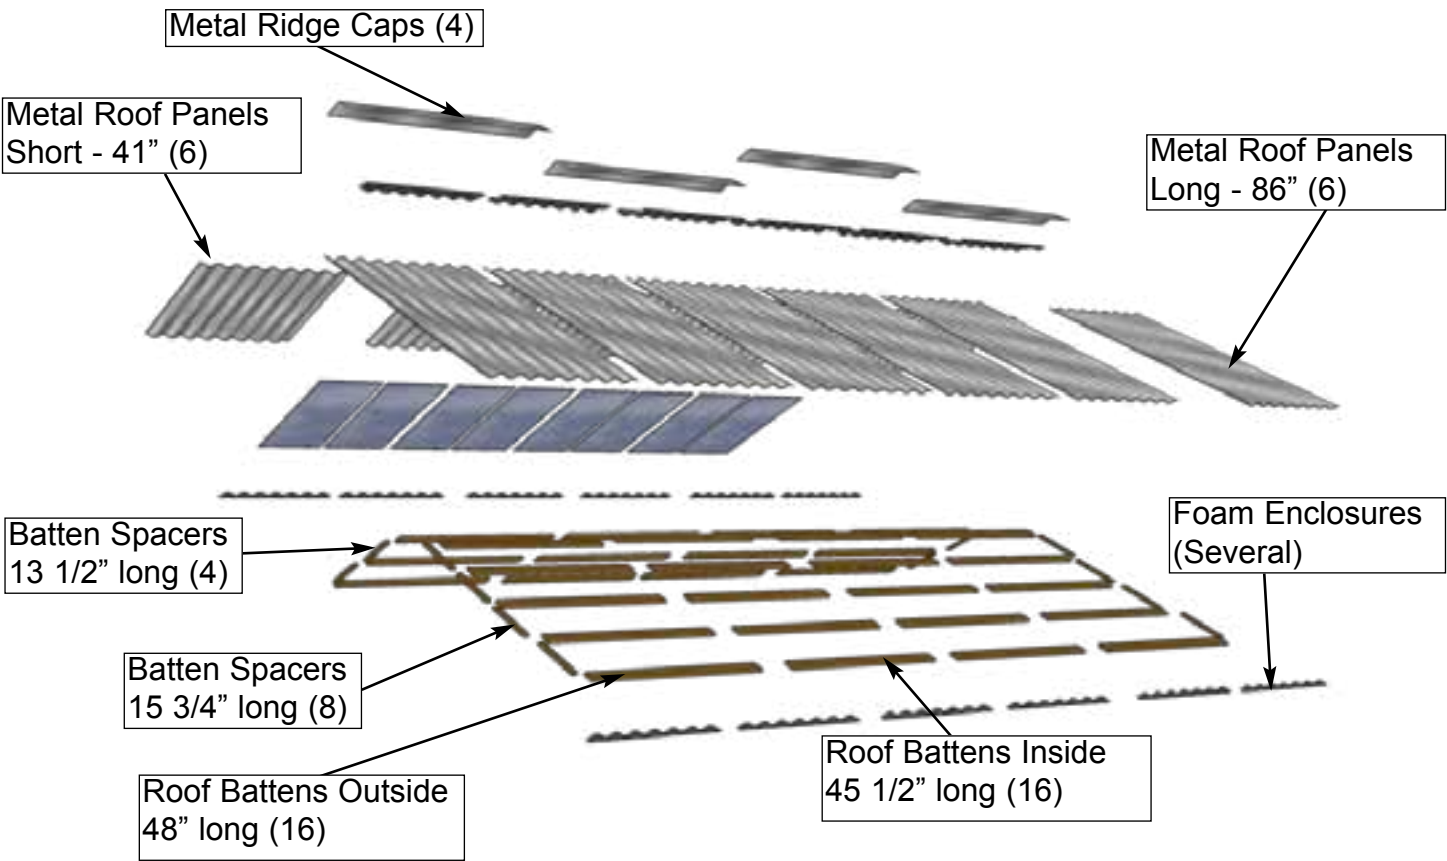 Metal Ridge Caps (4)
Metal Roof Panels
Short - 41” (6)
Metal Roof Panels
Long - 86” (6)
Batten Spacers
13 1/2” long (4)
Foam Enclosures
(Several)
Batten Spacers
15 3/4” long (8)
Roof Battens Inside
45 1/2” long (16)
Roof Battens Outside
48” long (16)